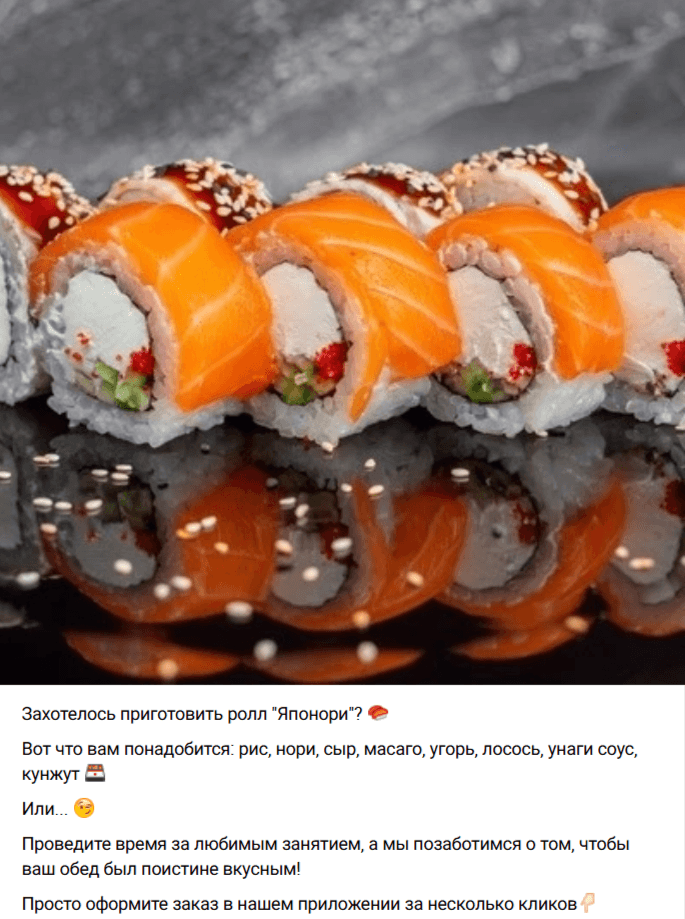 Захотелось приготовить ролл "Японори"? 🍣
Вот что вам понадобится: рис, нори, сыр, масаго, угорь, лосось, унаги соус,
кунжут 🍱
Или... 😉
Проведите время за любимым занятием, а мы позаботимся о том, чтобы
ваш обед был поистине вкусным!
Просто оформите заказ в нашем приложении за несколько кликов👇🏻